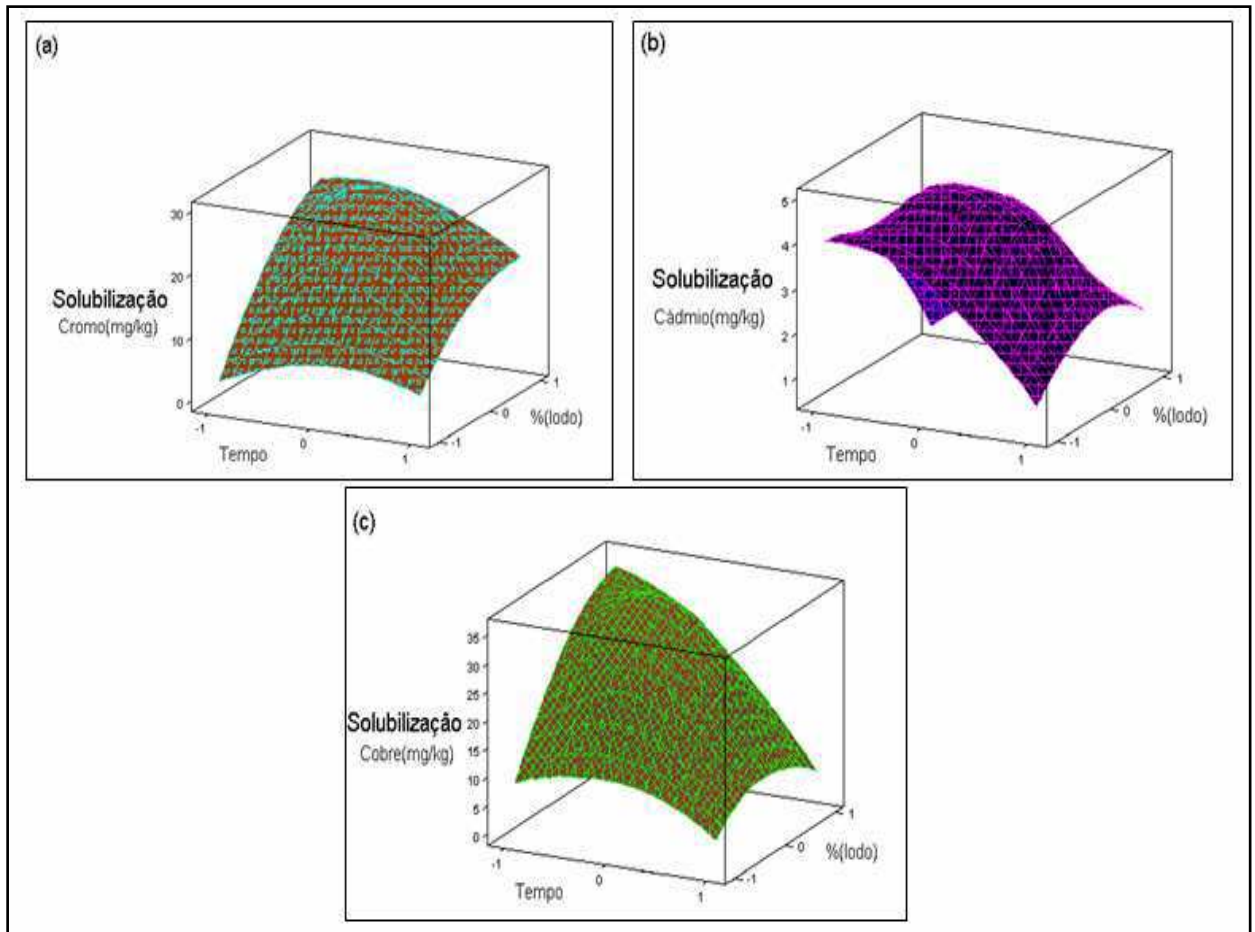 (a)
30
20
10
0
Solubilização
Cromo(mg/kg)
-1
0
1
Tempo
-1
0
1
%(lodo)
(b)
5
4
3
2
1
Solubilização
Cádmio(mg/kg)
-1
0
1
Tempo
-1
0
1
%(lodo)
(c)
35
30
25
20
15
10
5
0
Solubilização
Cobre(mg/kg)
-1
0
1
Tempo
-1
0
1
%(lodo)